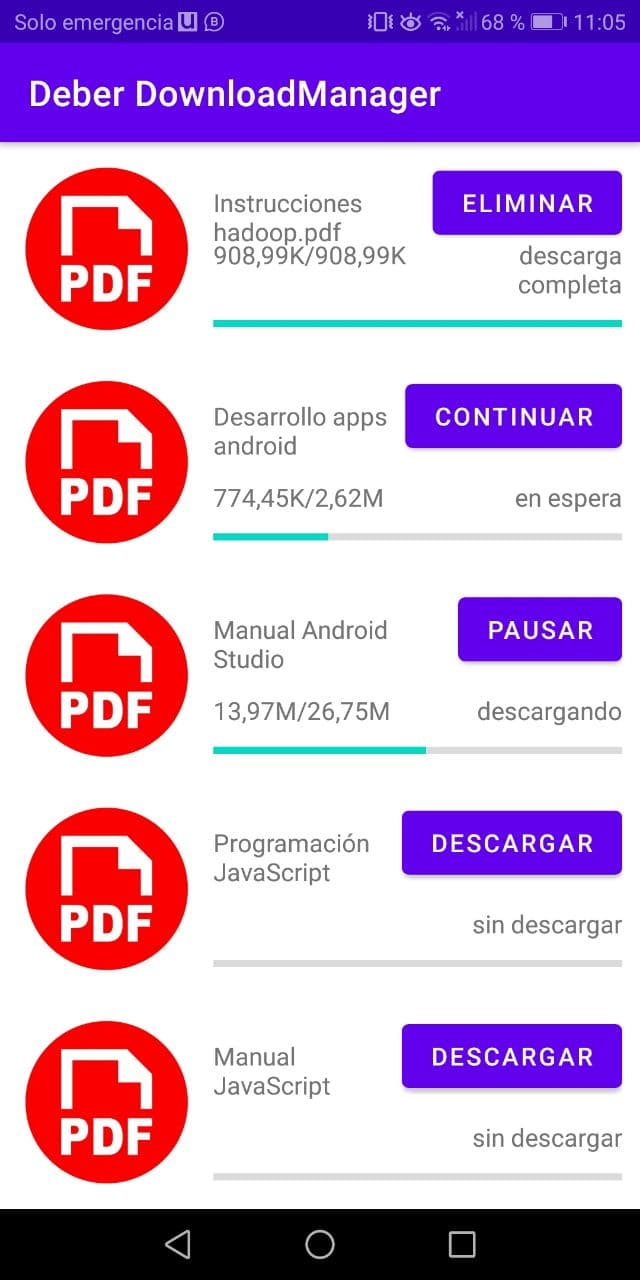 Solo emergencia U B 68 % 11:05
Deber DownloadManager
PDF
Instrucciones
hadoop.pdf
908,99K/908,99K
ELIMINAR
descarga
completa
PDF
Desarrollo apps
android
CONTINUAR
774,45K/2,62M
en espera
PDF
Manual Android
Studio
PAUSAR
13,97M/26,75M
descargando
PDF
Programación
JavaScript
DESCARGAR
sin descargar
PDF
Manual
JavaScript
DESCARGAR
sin descargar